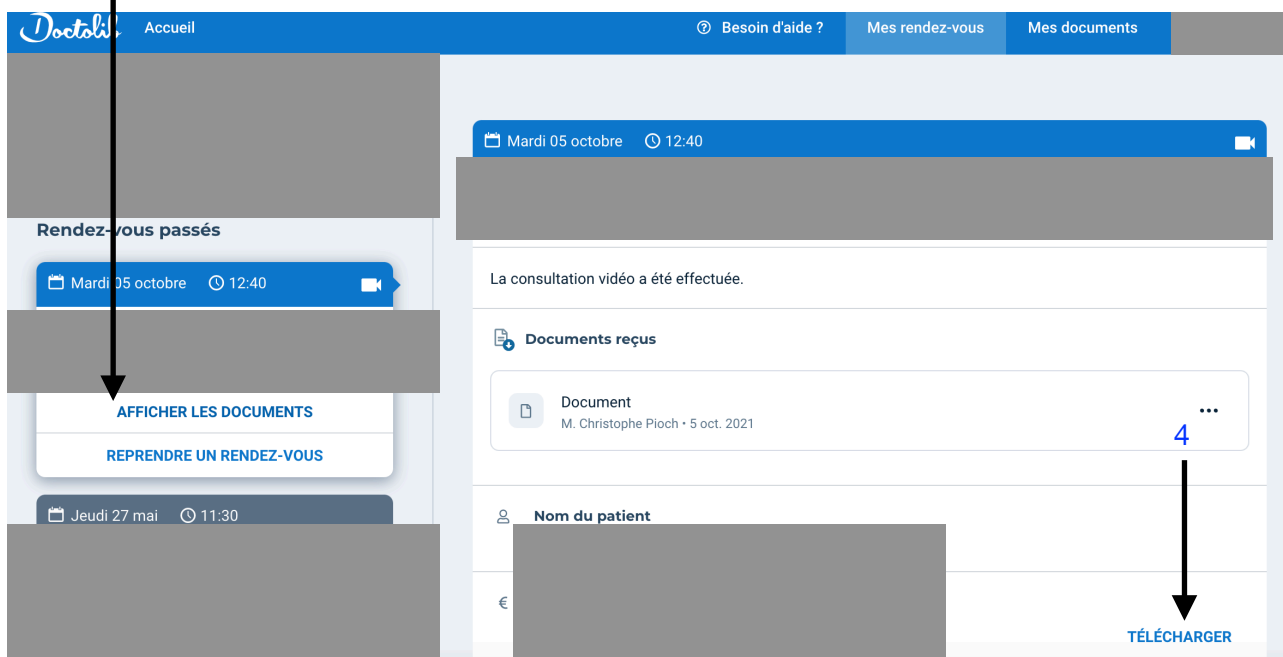 Doctolib
Accueil
Besoin d'aide ?
Mes rendez-vous
Mes documents
Rendez-vous passés
Mardi 05 octobre 12:40
AFFICHER LES DOCUMENTS
REPRENDRE UN RENDEZ-VOUS
Jeudi 27 mai 11:30
Mardi 05 octobre 12:40
La consultation vidéo a été effectuée.
Documents reçus
Document
M. Christophe Pioch • 5 oct. 2021
•••
4
Nom du patient
€
TÉLÉCHARGER